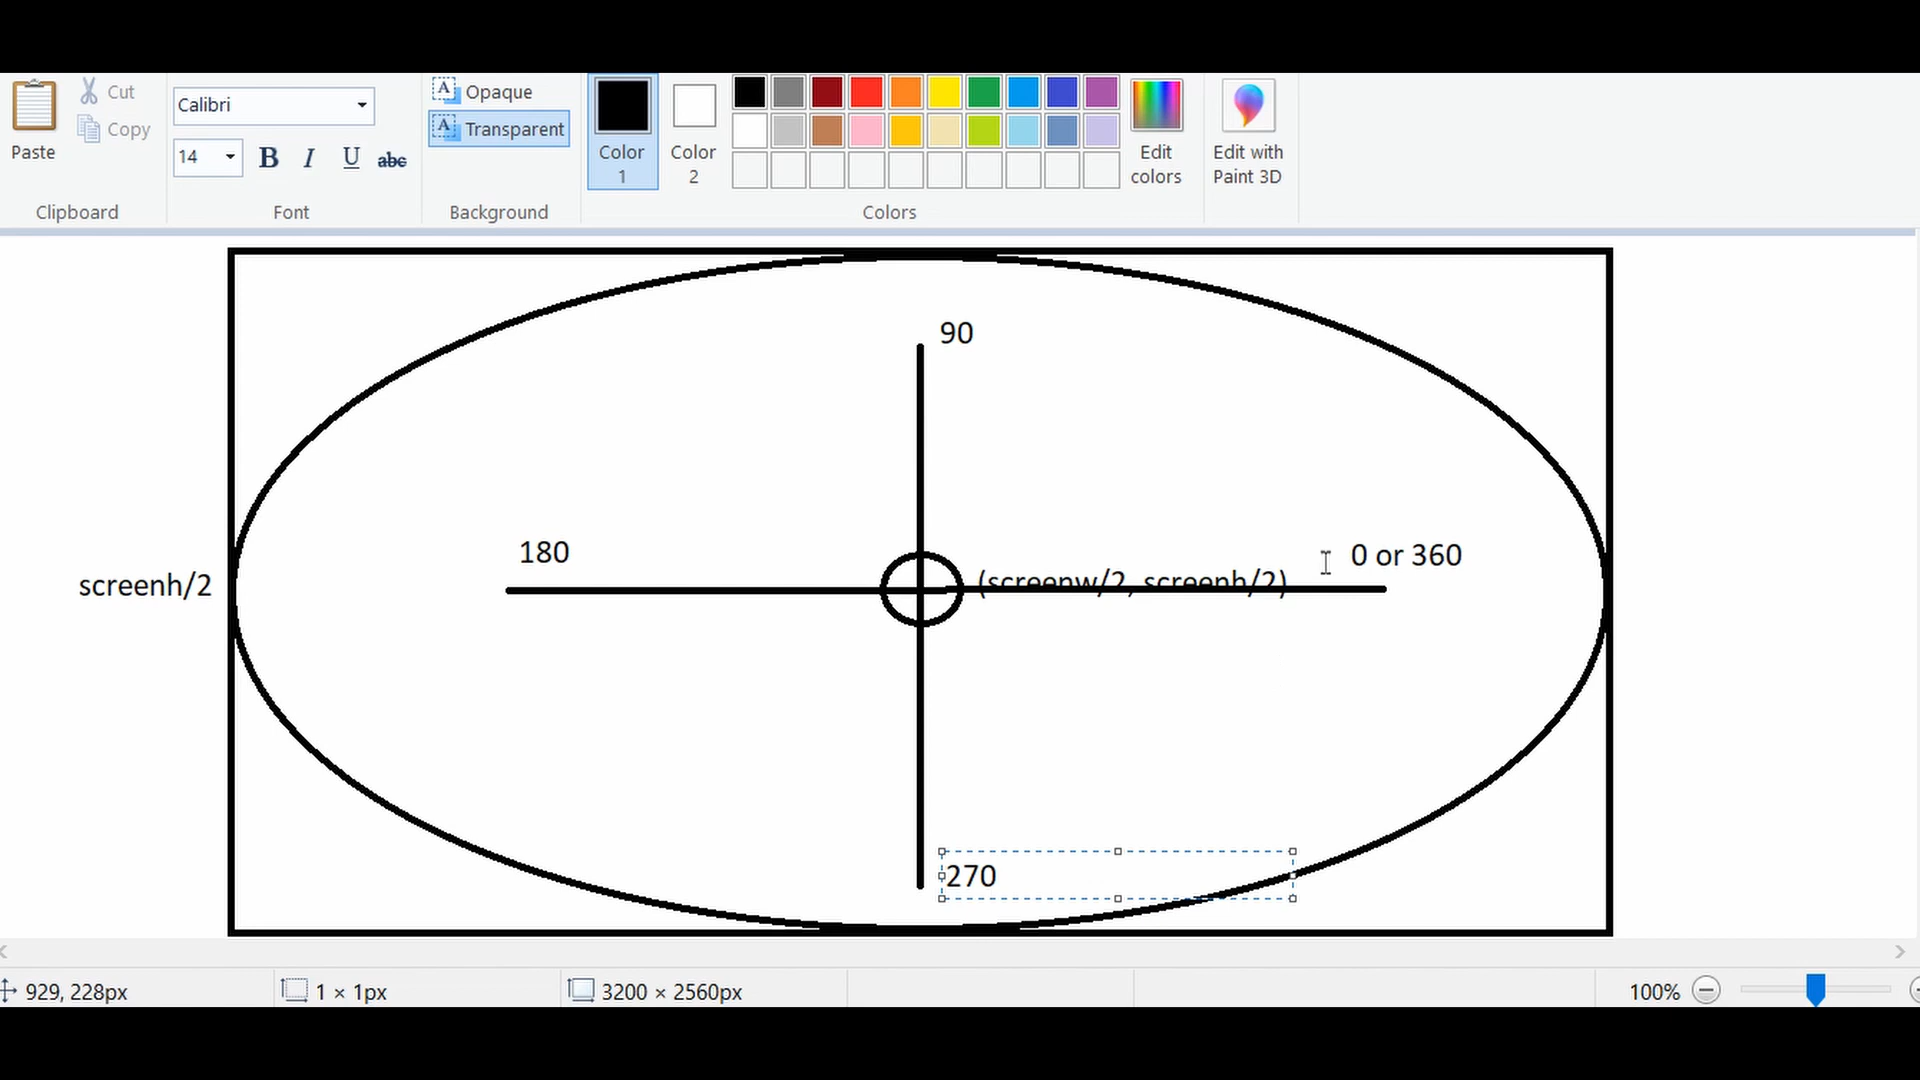 Paste
Cut
Copy
Clipboard
Calibri
14
B I U abc
Font
Opaque
Transparent
Background
Color 1
Color 2
Colors
Edit colors
Edit with Paint 3D
90
180
0 or 360
screenh/2
(screenw/2, screenh/2)
270
929, 228px
1 × 1px
3200 × 2560px
100%